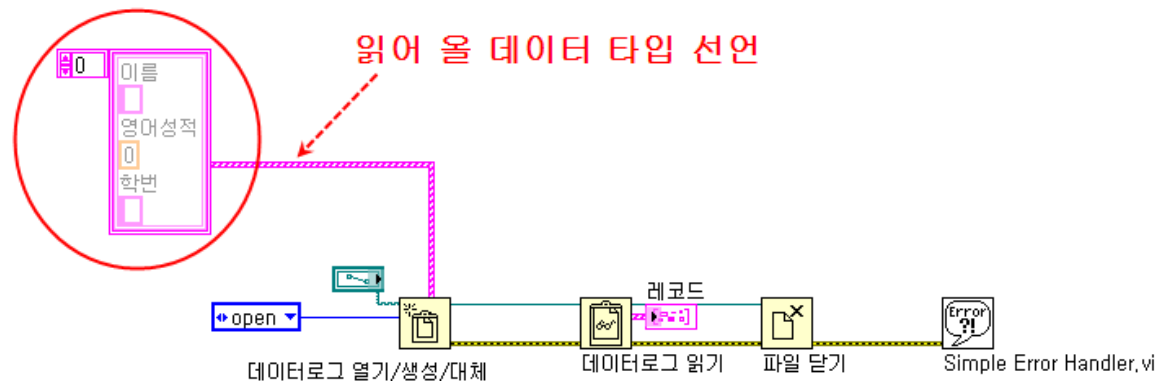 읽어 올 데이터 타입 선언
0
이름
영어성적
0
학번
레코드
open
Error
?!
데이터로그 열기/생성/대체
데이터로그 읽기
파일 닫기
Simple Error Handler.vi